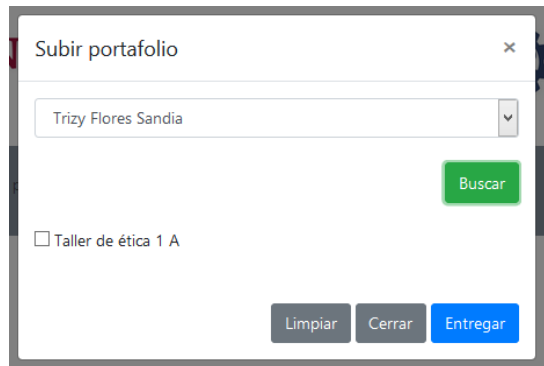 Subir portafolio ×
Trizy Flores Sandia
Buscar
Taller de ética 1 A
Limpiar Cerrar Entregar